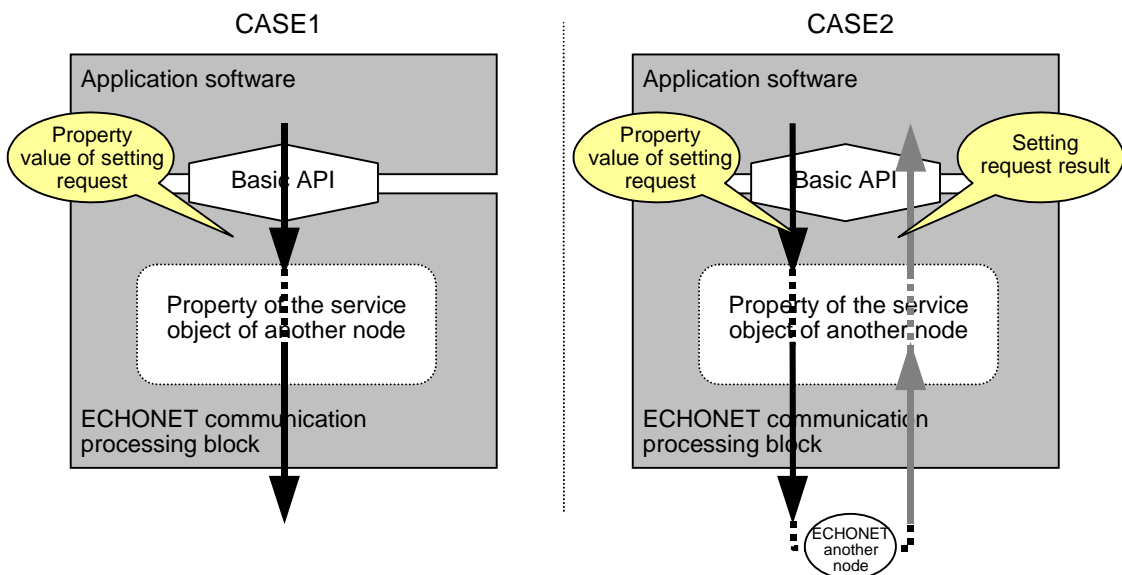 CASE1
Application software
Property
value of setting
request
Basic API
Property of the service
object of another node
ECHONET communication
processing block
CASE2
Application software
Property
value of setting
request
Basic API
Setting
request result
Property of the service
object of another node
ECHONET communication
processing block
ECHONET
another
node